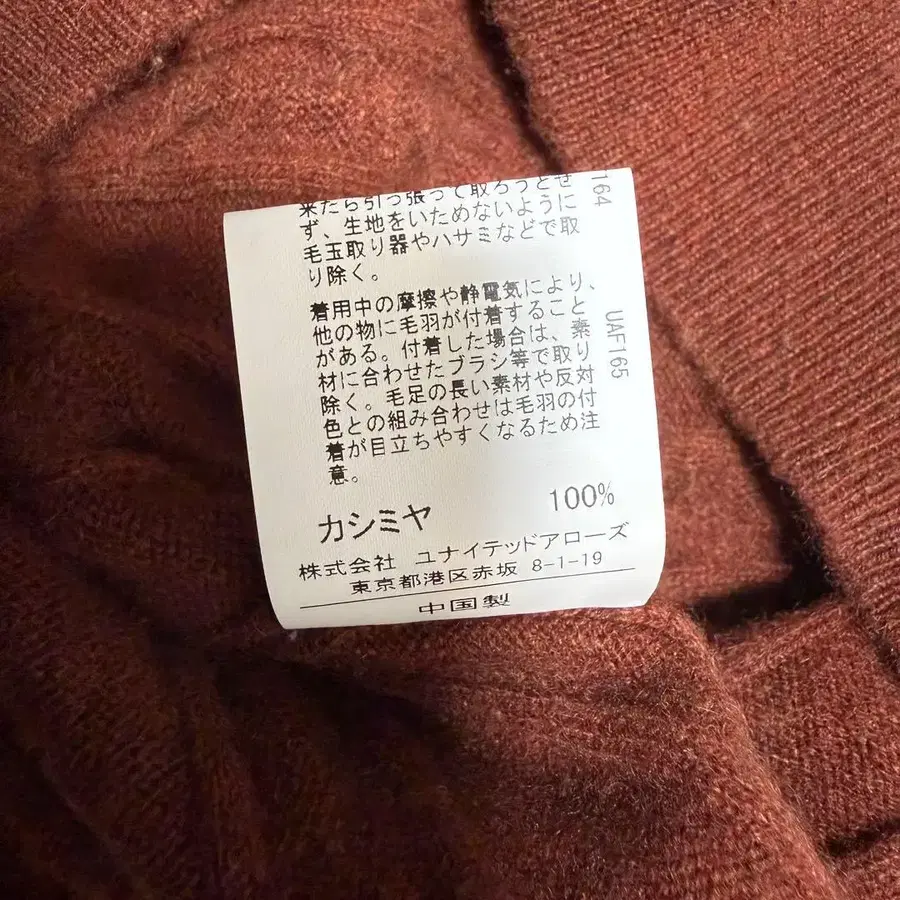 来たら引っ張って取ろうとせ
ず、生地をいためないように
毛玉取り器やハサミなどで取
り除く。
着用中の摩擦や静電気により、
他の物に毛羽が付着すること
がある。付着した場合は、素
材に合わせたブラシ等で取り
除く。毛足の長い素材や反対
色との組み合わせは毛羽の付
着が目立ちやすくなるため注
意。
カシミヤ 100%
株式会社 ユナイテッドアローズ
東京都港区赤坂 8-1-19
中国製
164
UAF165